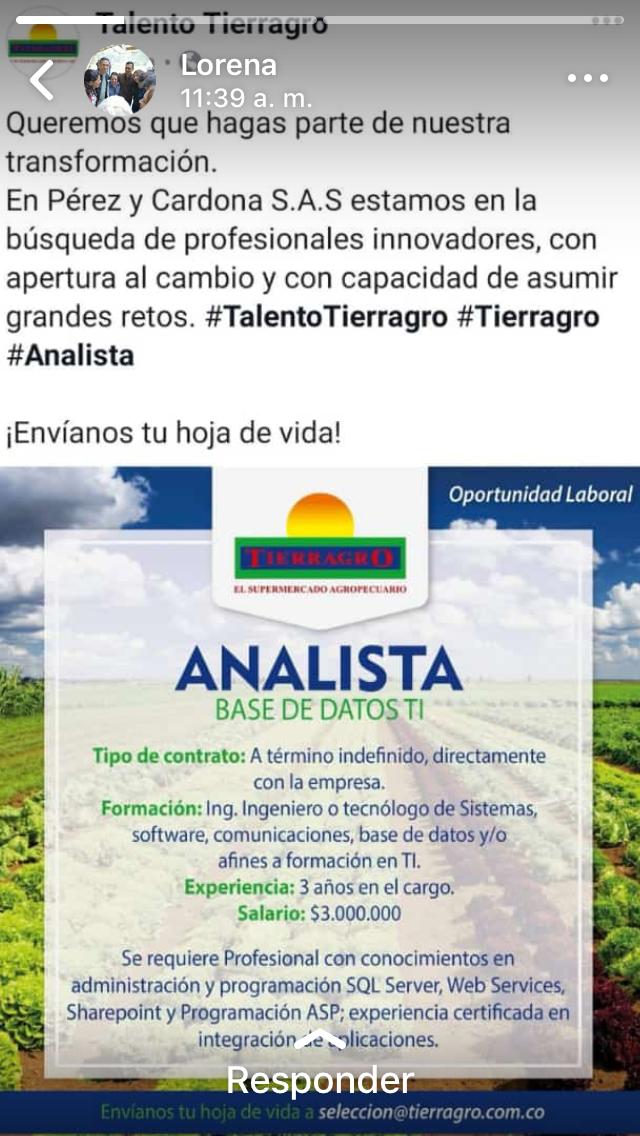 Talento Tierragro
Lorena
11:39 a. m.
Queremos que hagas parte de nuestra
transformación.
En Pérez y Cardona S.A.S estamos en la
búsqueda de profesionales innovadores, con
apertura al cambio y con capacidad de asumir
grandes retos. #TalentoTierragro #Tierragro
#Analista
¡Envíanos tu hoja de vida!
Oportunidad Laboral
TIERRAGRO
EL SUPERMERCADO AGROPECUARIO
ANALISTA
BASE DE DATOS TI
Tipo de contrato: A término indefinido, directamente
con la empresa.
Formación: Ing. Ingeniero o tecnólogo de Sistemas,
software, comunicaciones, base de datos y/o
afines a formación en TI.
Experiencia: 3 años en el cargo.
Salario: $3.000.000
Se requiere Profesional con conocimientos en
administración y programación SQL Server, Web Services,
Sharepoint y Programación ASP; experiencia certificada en
integración de aplicaciones.
Responder
Envíanos tu hoja de vida a seleccion@tierragro.com.co